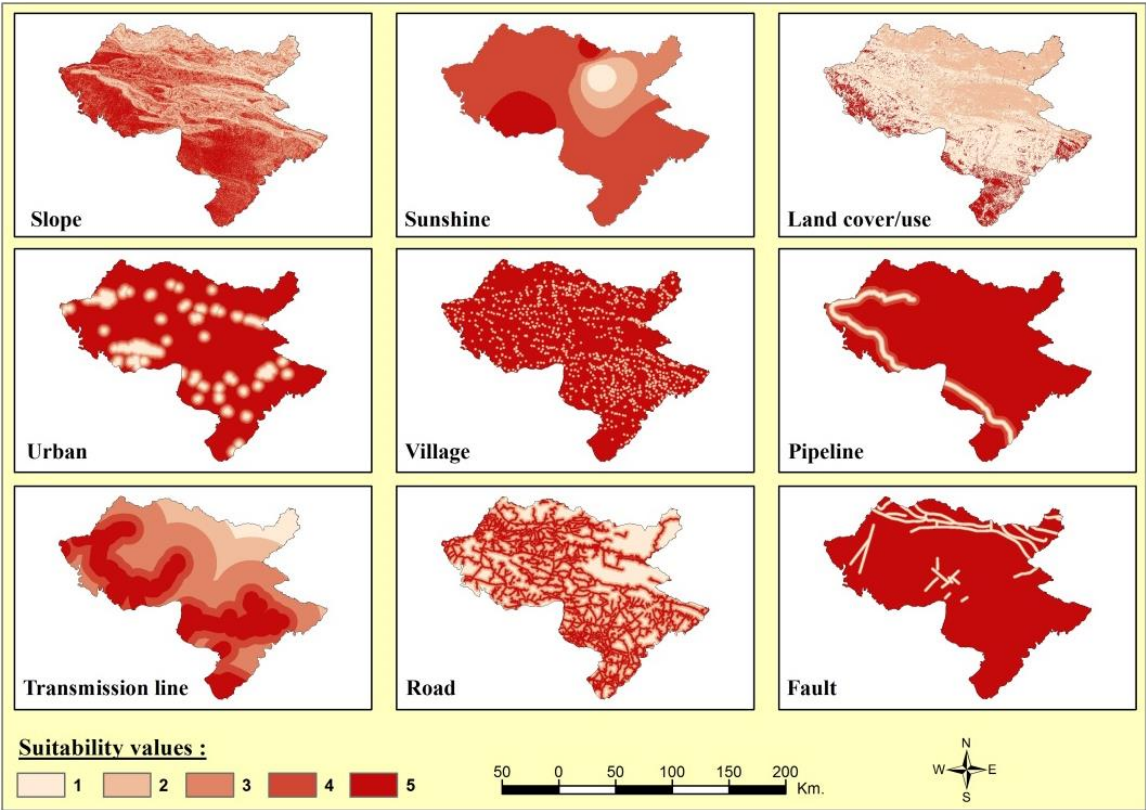 Slope
Sunshine
Land cover/use
Urban
Village
Pipeline
Transmission line
Road
Fault
Suitability values :
1 2 3 4 5
50 0 50 100 150 200
Km.
N
W E
S